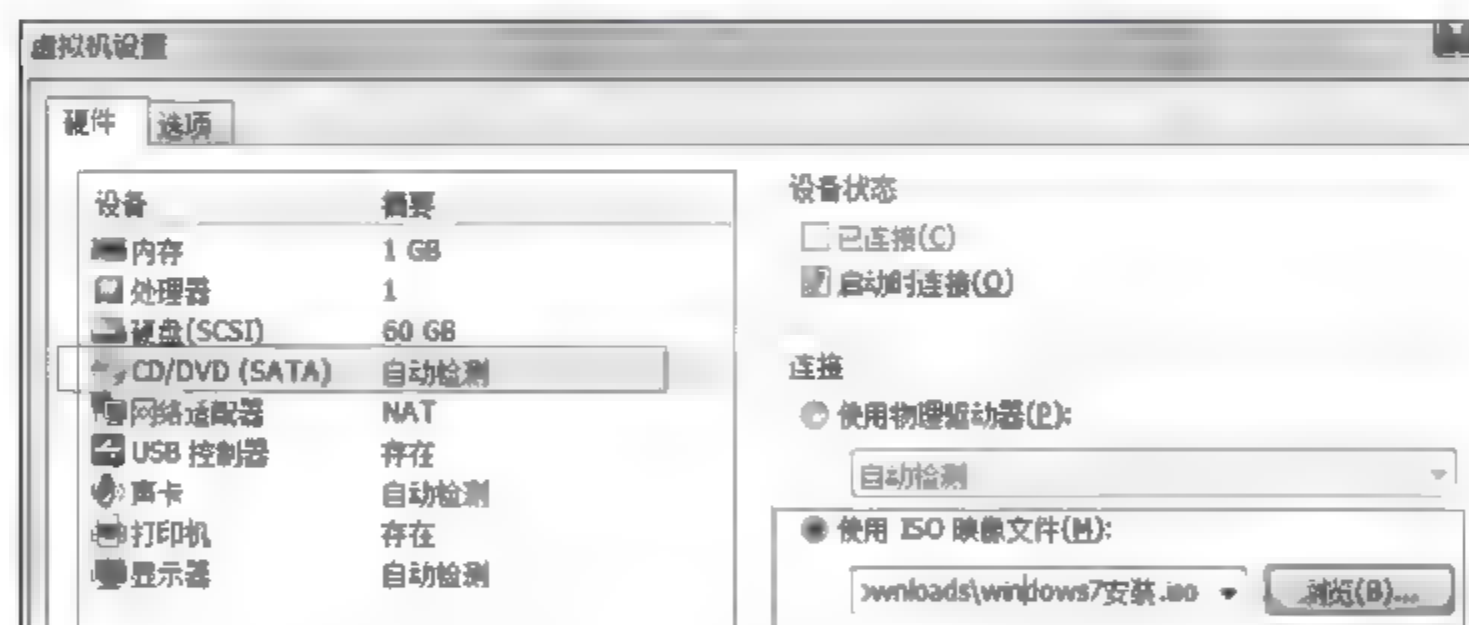 虚拟机设置
硬件 选项
设备 摘要
内存 1 GB
处理器 1
硬盘(SCSI) 60 GB
CD/DVD (SATA) 自动检测
网络适配器 NAT
USB 控制器 存在
声卡 自动检测
打印机 存在
显示器 自动检测
设备状态
已连接(C)
启动时连接(O)
连接
使用物理驱动器(P):
自动检测
使用 ISO 映像文件(M):
ownloads\windows7安装.iso 浏览(B)...